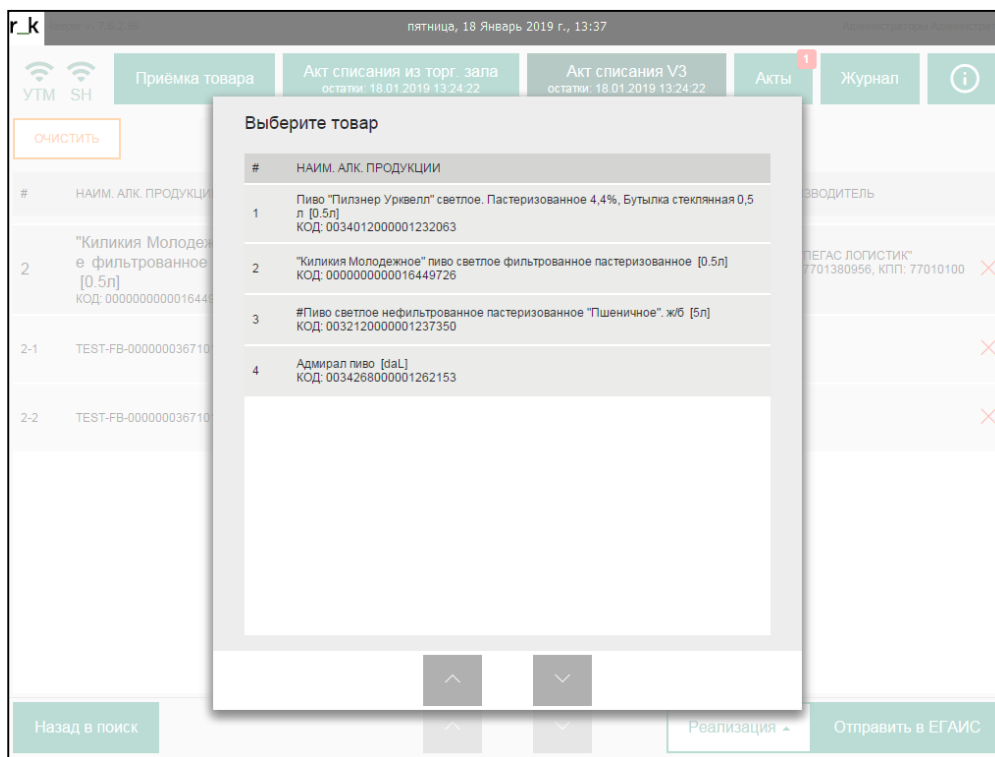 r_k
пятница, 18 Январь 2019 г., 13:37
УТМ SH
Приёмка товара
Акт списания из торг. зала
остатки: 18.01.2019 13:24:22
Акт списания V3
остатки: 18.01.2019 13:24:22
Акты
1
Журнал
ОЧИСТИТЬ
Выберите товар
# НАИМ. АЛК. ПРОДУКЦИИ
1 Пиво "Пилзнер Урквелл" светлое. Пастеризованное 4,4%, Бутылка стеклянная 0,5
л [0.5л]
КОД: 0034012000001232063
2 "Киликия Молодежное" пиво светлое фильтрованное пастеризованное [0.5л]
КОД: 0000000000016449726
3 #Пиво светлое нефильтрованное пастеризованное "Пшеничное". ж/б [5л]
КОД: 0032120000001237350
4 Адмирал пиво [daL]
КОД: 0034268000001262153
# НАИМ. АЛК. ПРОДУКЦИ
ЗВОДИТЕЛЬ
2 "Киликия Молодеж
е фильтрованное
[0.5л]
КОД: 0000000000016449
ПЕГАС ЛОГИСТИК"
7701380956, КПП: 77010100
2-1 TEST-FB-000000036710
2-2 TEST-FB-000000036710
Назад в поиск
Реализация
Отправить в ЕГАИС